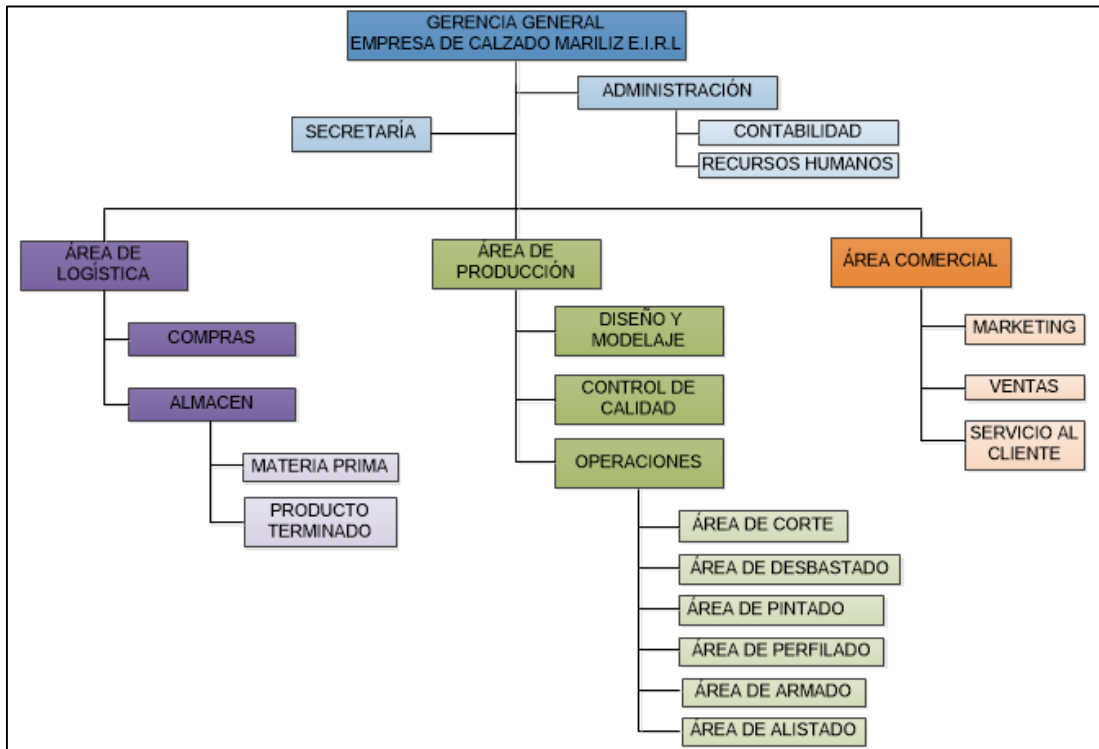 GERENCIA GENERAL
EMPRESA DE CALZADO MARILIZ E.I.R.L
ADMINISTRACIÓN
SECRETARÍA
CONTABILIDAD
RECURSOS HUMANOS
ÁREA DE
LOGÍSTICA
COMPRAS
ALMACEN
MATERIA PRIMA
PRODUCTO
TERMINADO
ÁREA DE
PRODUCCIÓN
DISEÑO Y
MODELAJE
CONTROL DE
CALIDAD
OPERACIONES
ÁREA DE CORTE
ÁREA DE DESBASTADO
ÁREA DE PINTADO
ÁREA DE PERFILADO
ÁREA DE ARMADO
ÁREA DE ALISTADO
ÁREA COMERCIAL
MARKETING
VENTAS
SERVICIO AL
CLIENTE